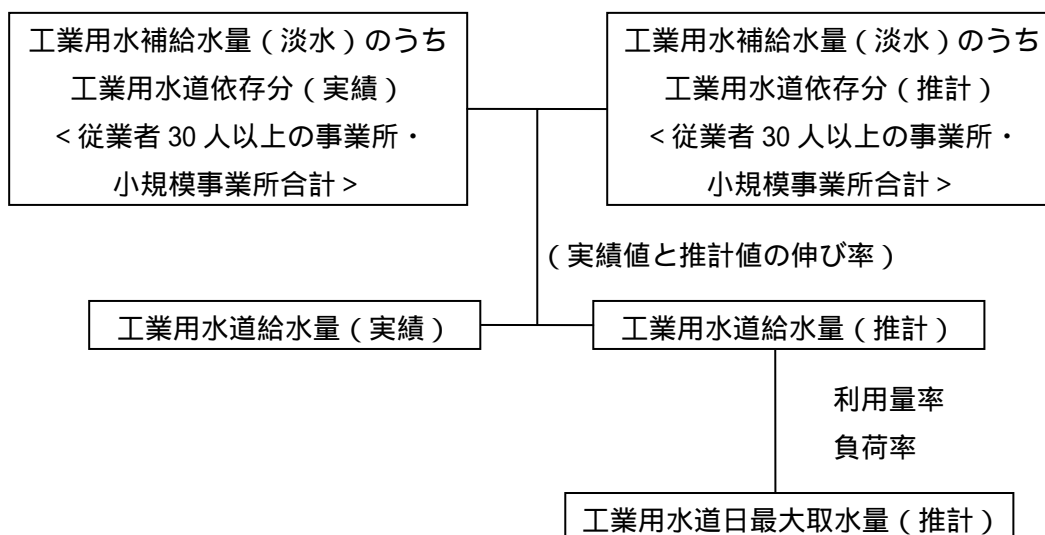 工業用水補給水量（淡水）のうち
工業用水道依存分（実績）
<従業者 30 人以上の事業所・
小規模事業所合計>
工業用水補給水量（淡水）のうち
工業用水道依存分（推計）
<従業者 30 人以上の事業所・
小規模事業所合計>
（実績値と推計値の伸び率）
工業用水道給水量（実績）
工業用水道給水量（推計）
利用量率
負荷率
工業用水道日最大取水量（推計）